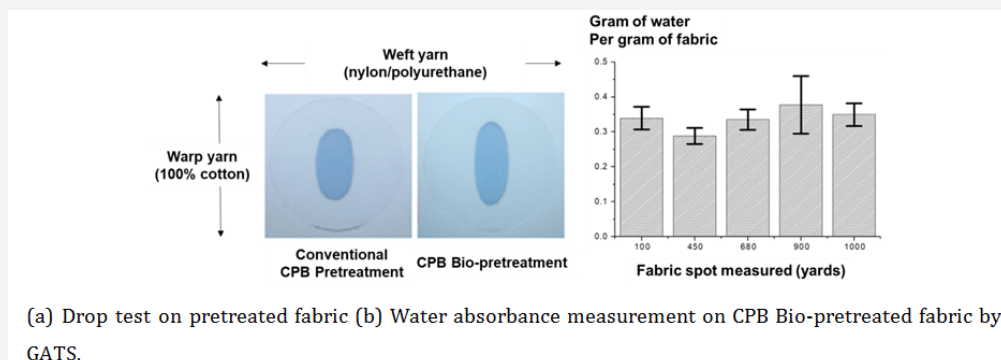 Weft yarn
(nylon/polyurethane)
Warp yarn
(100% cotton)
Conventional
CPB Pretreatment
CPB Bio-pretreatment
Gram of water
Per gram of fabric
0.5
0.4
0.3
0.2
0.1
0.0
100 450 680 900 1000
Fabric spot measured (yards)
(a) Drop test on pretreated fabric (b) Water absorbance measurement on CPB Bio-pretreated fabric by
GATS.